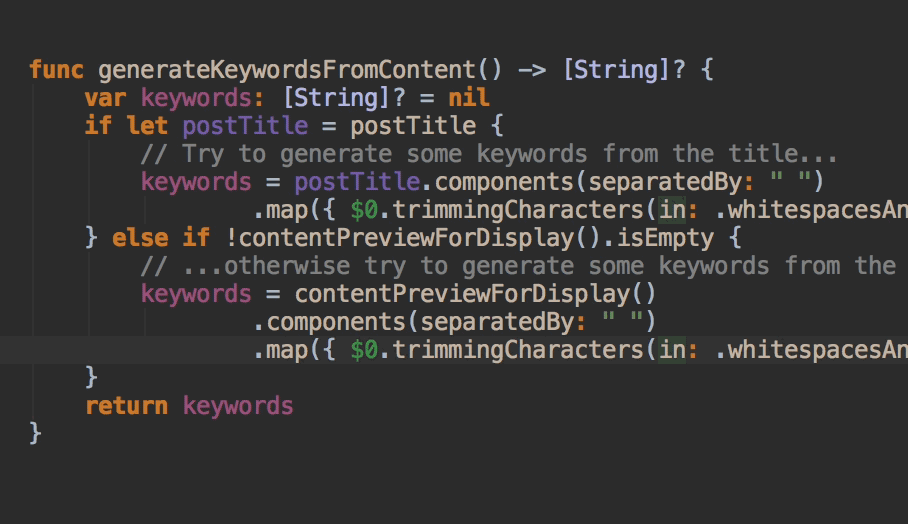 func generateKeywordsFromContent() -> [String]? {
    var keywords: [String]? = nil
    if let postTitle = postTitle {
        // Try to generate some keywords from the title...
        keywords = postTitle.components(separatedBy: " ")
                .map({ $0.trimmingCharacters(in: .whitespacesAn
    } else if !contentPreviewForDisplay().isEmpty {
        // ...otherwise try to generate some keywords from the
        keywords = contentPreviewForDisplay()
                .components(separatedBy: " ")
                .map({ $0.trimmingCharacters(in: .whitespacesAn
    }
    return keywords
}